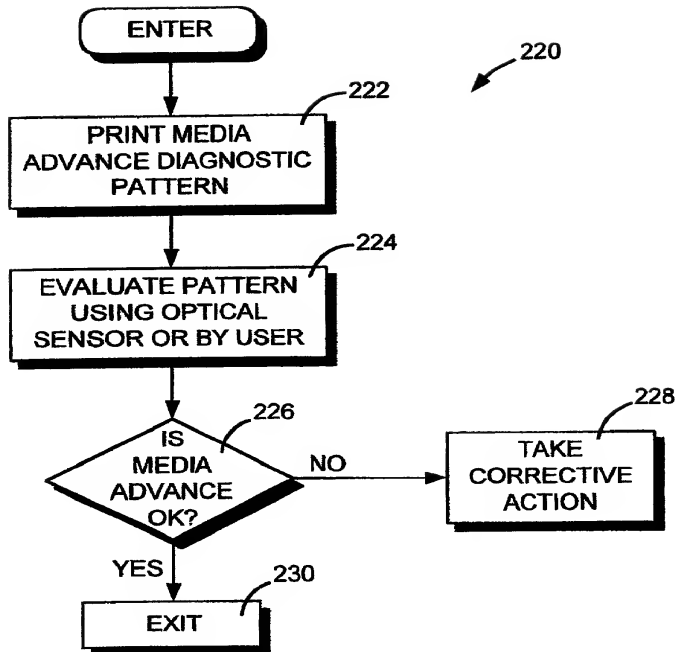 ENTER
220
222
PRINT MEDIA
ADVANCE DIAGNOSTIC
PATTERN
224
EVALUATE PATTERN
USING OPTICAL
SENSOR OR BY USER
226
IS
MEDIA
ADVANCE
OK?
NO
228
TAKE
CORRECTIVE
ACTION
YES
230
EXIT